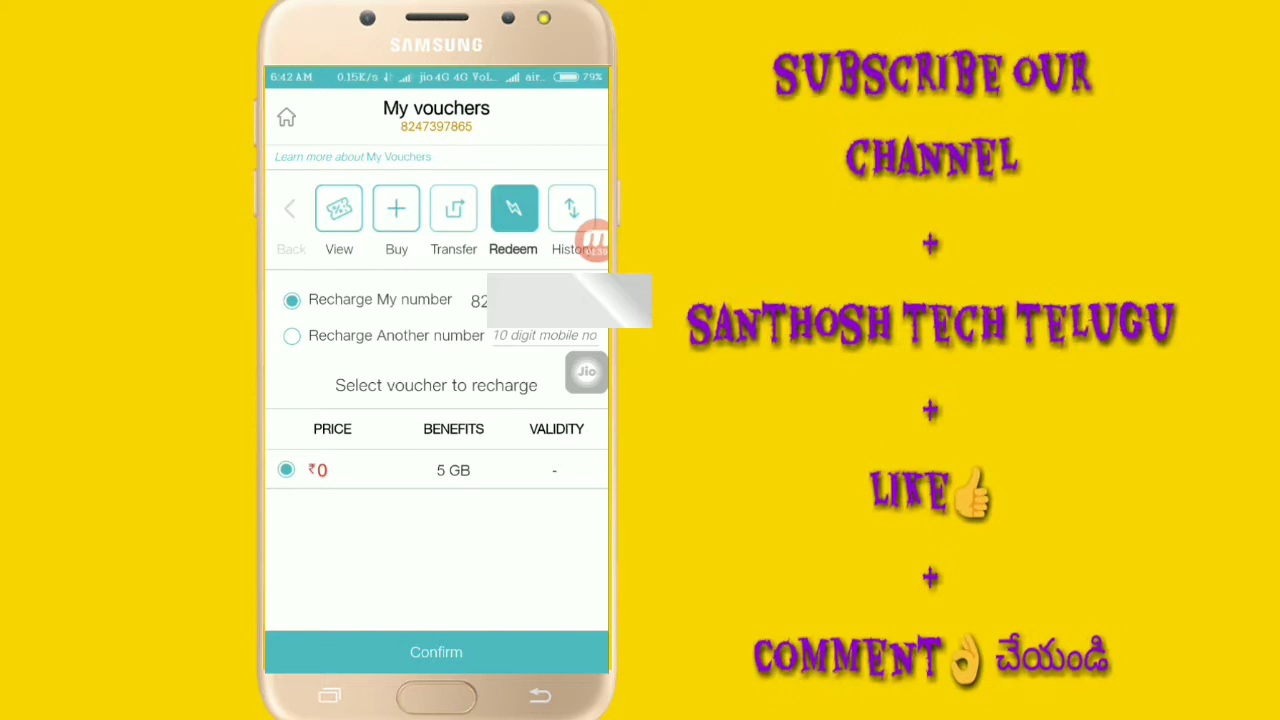 SAMSUNG
6:42 AM 0.15K/s jio 4G 4G VoL... air... 79%
My vouchers
8247397865
Learn more about My Vouchers
Back View Buy Transfer Redeem History
Recharge My number 82
Recharge Another number 10 digit mobile no
Jio
Select voucher to recharge
PRICE BENEFITS VALIDITY
₹0 5 GB -
Confirm
SUBSCRIBE OUR
CHANNEL
+
SANTHOSH TECH TELUGU
+
LIKE👍
+
COMMENT👌 చేయండి